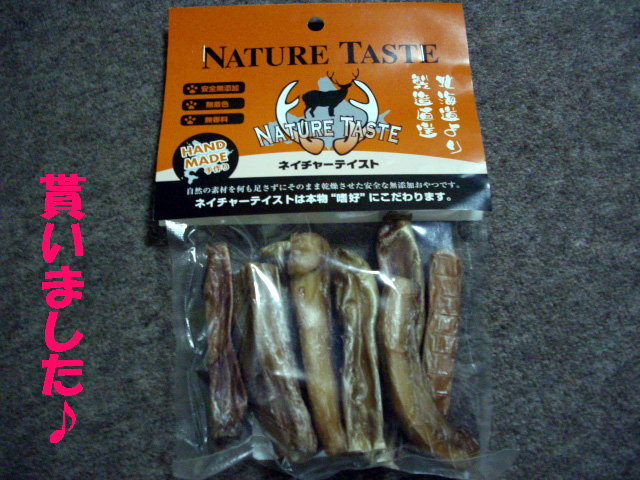 NATURE TASTE
安全無添加
無着色
無香料
HAND
MADE
手作り
NATURE TASTE
ネイチャーテイスト
北海道より
製造直送
自然の素材を何も足さずにそのまま乾燥させた安全な無添加おやつです。
ネイチャーテイストは本物“嗜好”にこだわります。
貰いました♪